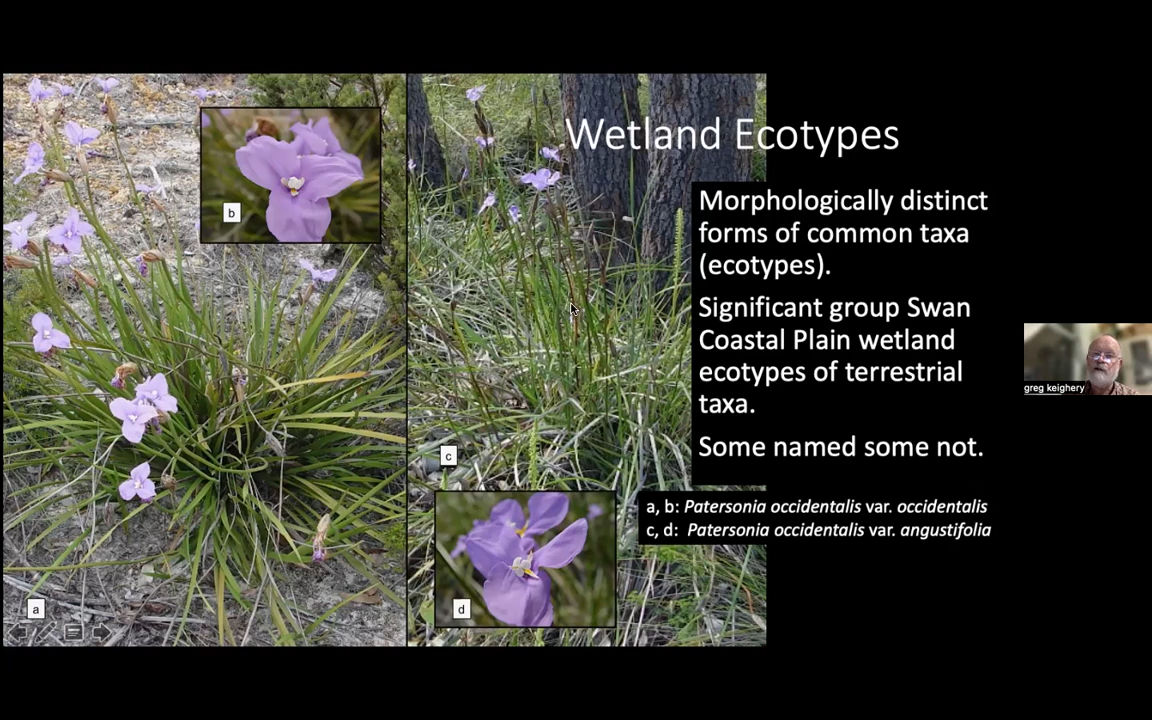 Wetland Ecotypes
Morphologically distinct
forms of common taxa
(ecotypes).
Significant group Swan
Coastal Plain wetland
ecotypes of terrestrial
taxa.
Some named some not.
a, b: Patersonia occidentalis var. occidentalis
c, d: Patersonia occidentalis var. angustifolia
b
c
a
d
greg keighery